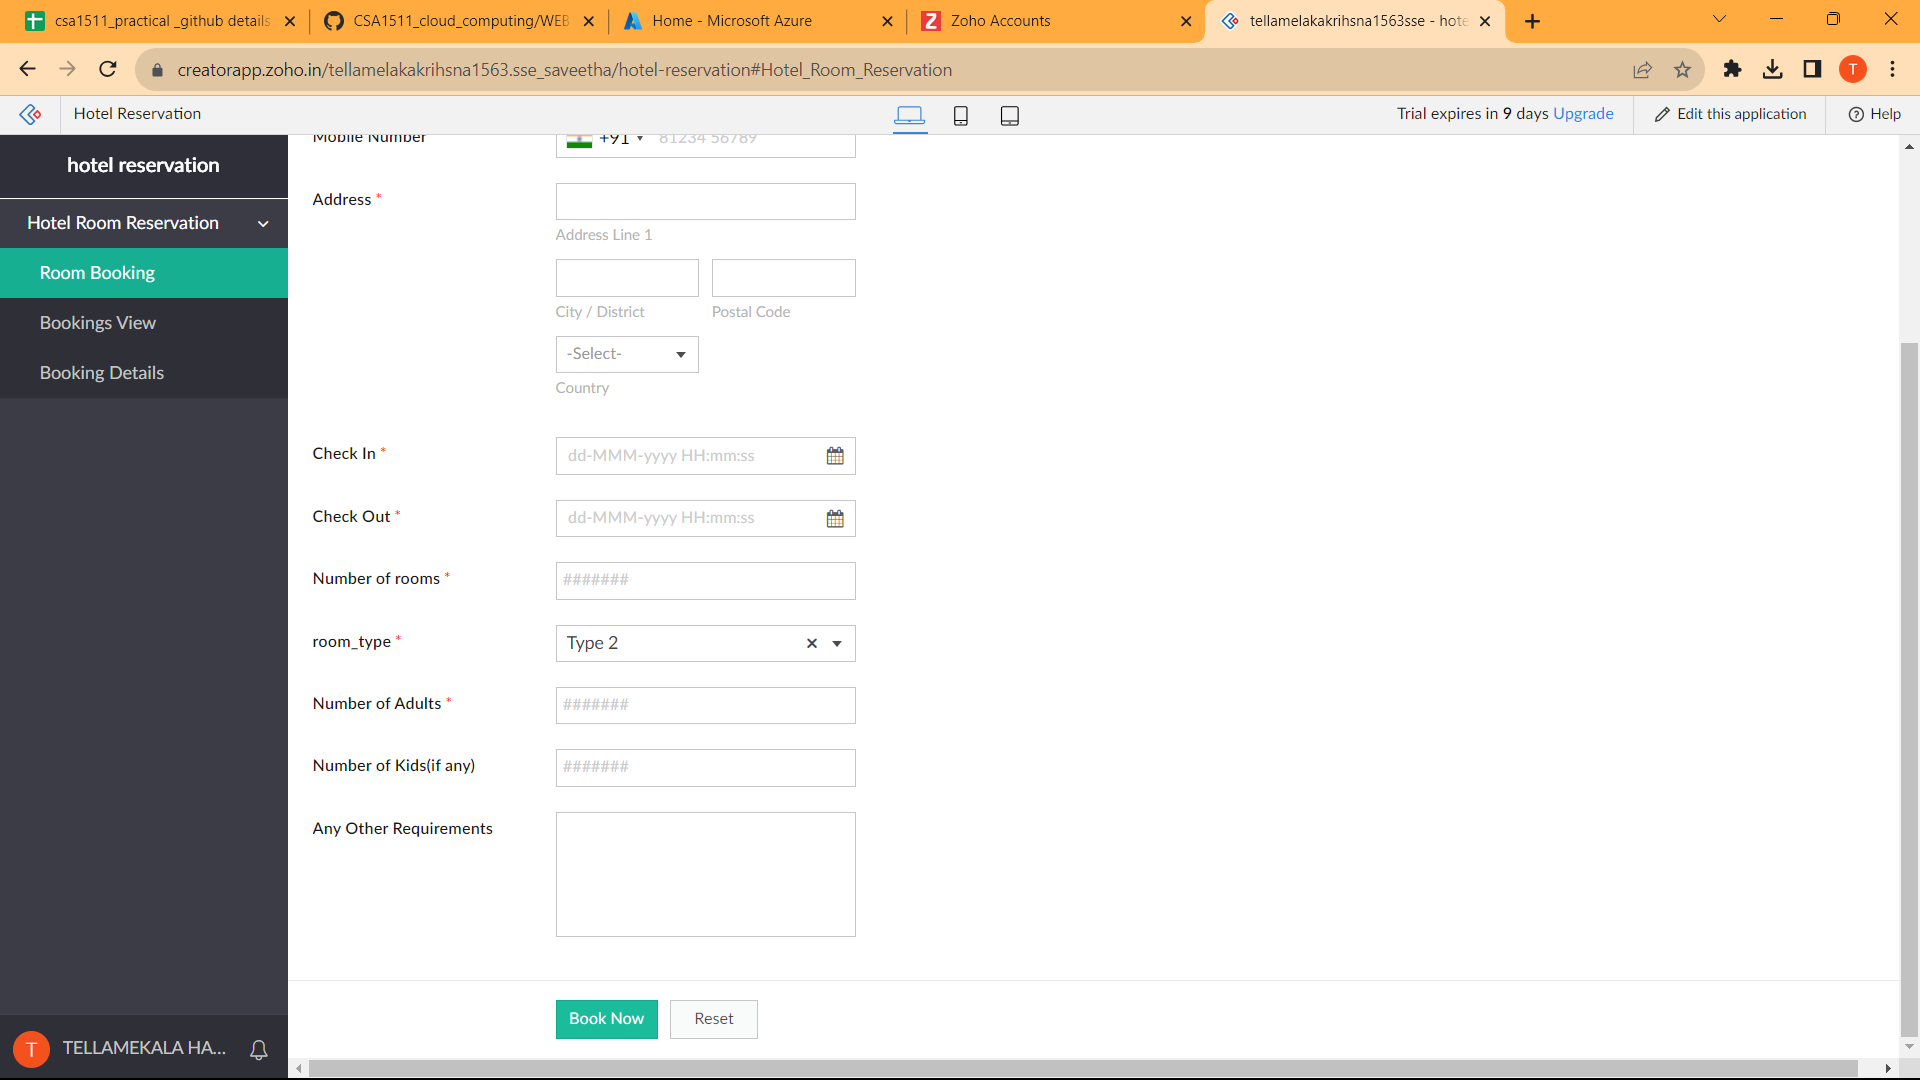 csa1511_practical _github details
CSA1511_cloud_computing/WEB
Home - Microsoft Azure
Zoho Accounts
tellamelakakrihsna1563sse - hote
creatorapp.zoho.in/tellamelakakrihsna1563.sse_saveetha/hotel-reservation#Hotel_Room_Reservation
T
Hotel Reservation
Trial expires in 9 days Upgrade
Edit this application
Help
hotel reservation
Hotel Room Reservation
Room Booking
Bookings View
Booking Details
Mobile Number
+91
81234 56789
Address *
Address Line 1
City / District
Postal Code
-Select-
Country
Check In *
dd-MMM-yyyy HH:mm:ss
Check Out *
dd-MMM-yyyy HH:mm:ss
Number of rooms *
#######
room_type *
Type 2
Number of Adults *
#######
Number of Kids(if any)
#######
Any Other Requirements
Book Now
Reset
T
TELLAMEKALA HA...